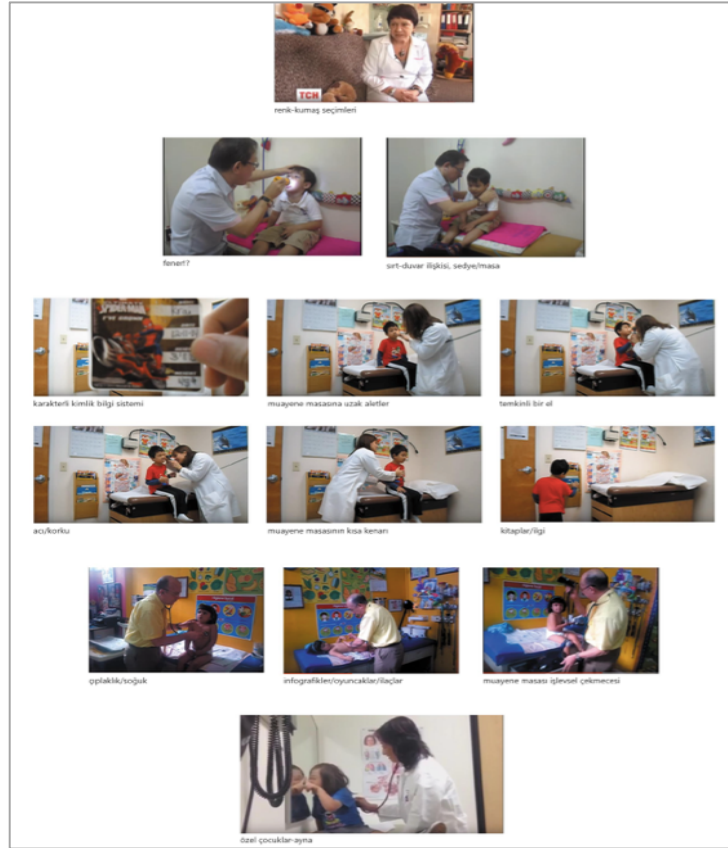 TCH
renk-kumaş seçimleri
fener!?
sırt-duvar ilişkisi, sedye/masa
SPIDER-MAN
karakterli kimlik bilgi sistemi
muayene masasına uzak aletler
temkinli bir el
acı/korku
muayene masasının kısa kenarı
kitaplar/ilgi
çıplaklık/soğuk
infografikler/oyuncaklar/ilaçlar
muayene masası işlevsel çekmecesi
özel çocuklar-ayna